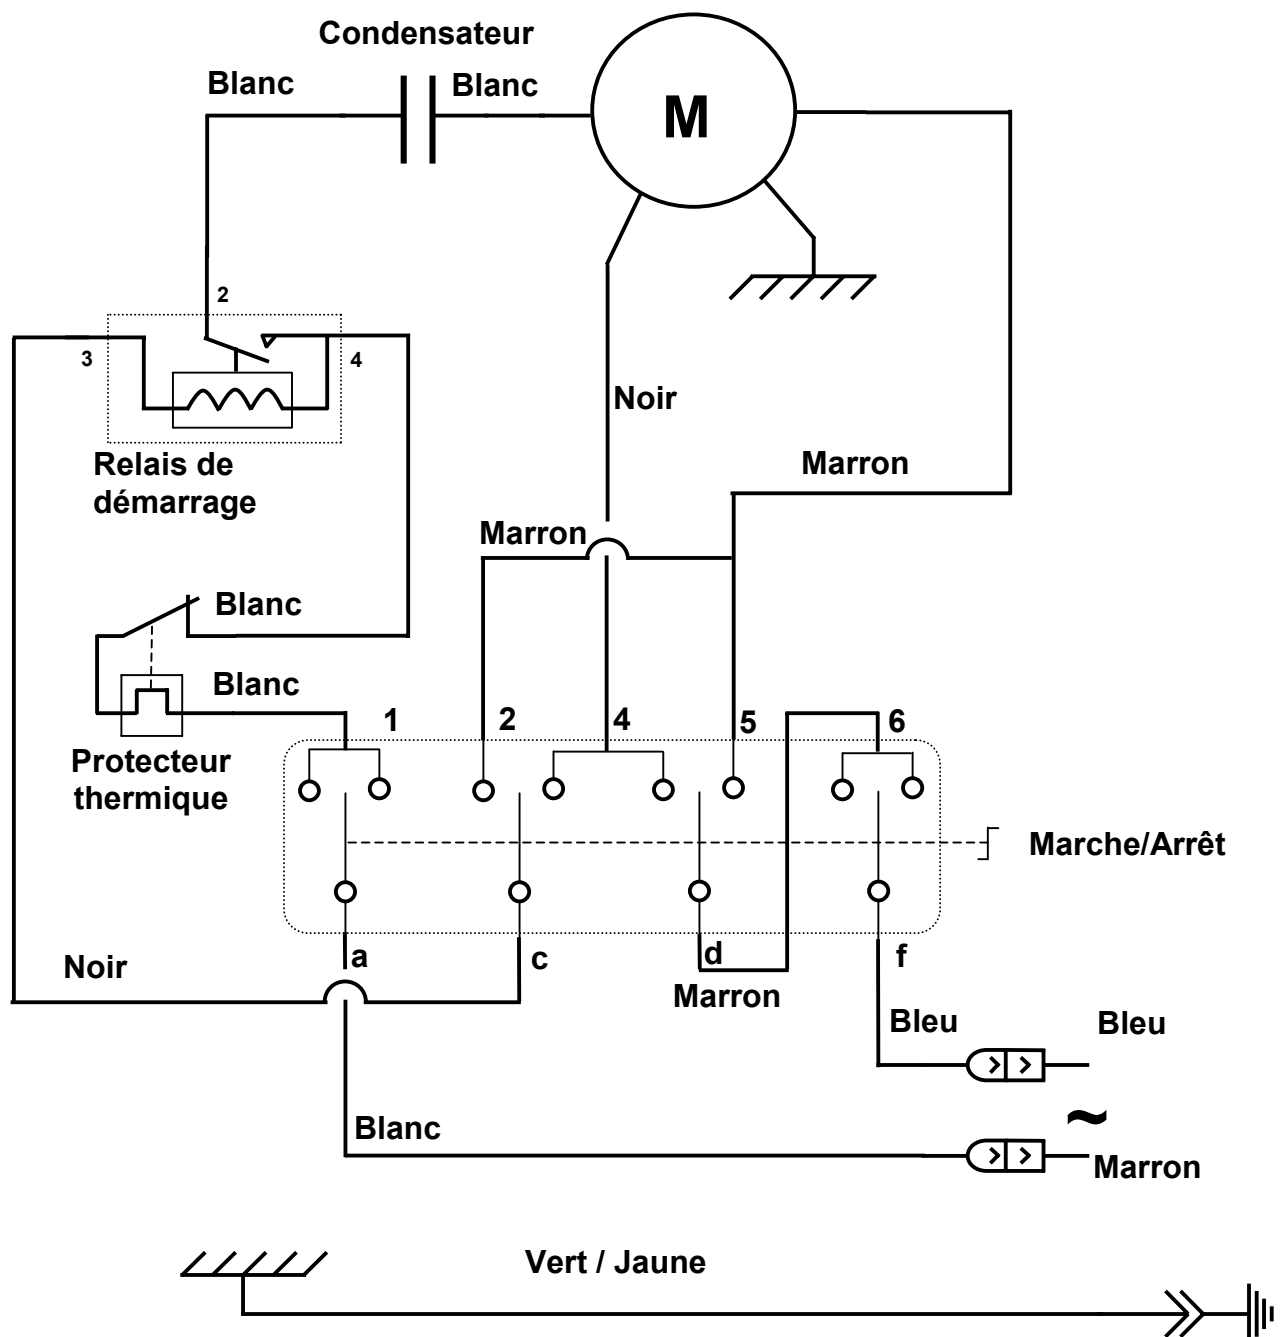 Condensateur
Blanc
Blanc
M
2
3
4
Noir
Relais de
démarrage
Marron
Marron
Blanc
Blanc
1
2
4
5
6
Protecteur
thermique
Marche/Arrêt
a
c
d
f
Noir
Marron
Bleu
Bleu
~
Blanc
Marron
Vert / Jaune